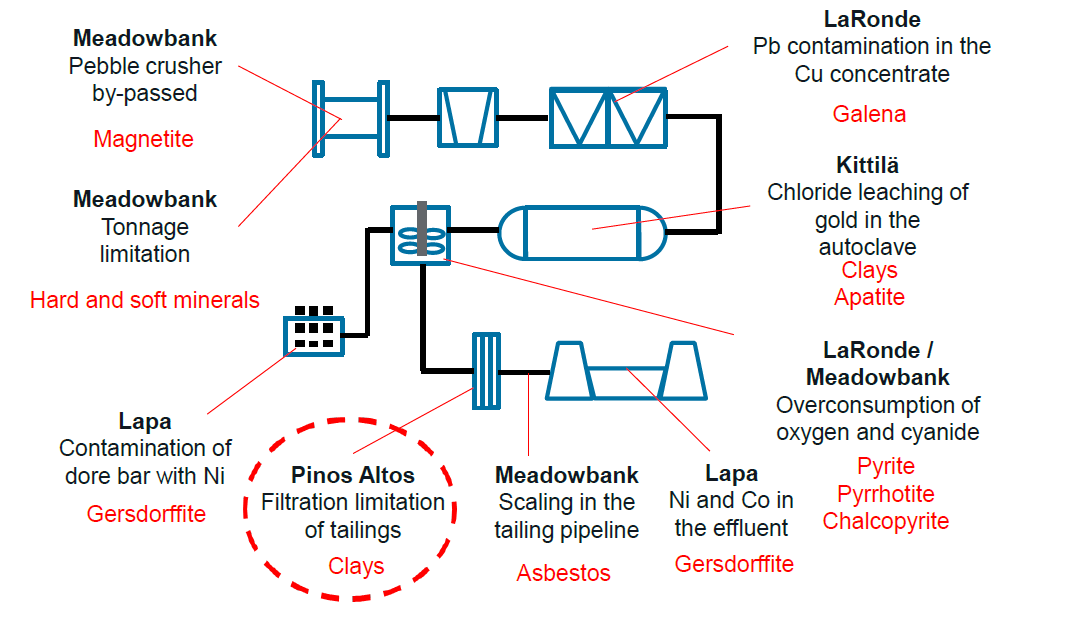 Meadowbank
Pebble crusher
by-passed
Magnetite
Meadowbank
Tonnage
limitation
Hard and soft minerals
LaRonde
Pb contamination in the
Cu concentrate
Galena
Kittilä
Chloride leaching of
gold in the
autoclave
Clays
Apatite
LaRonde /
Meadowbank
Overconsumption of
oxygen and cyanide
Pyrite
Pyrrhotite
Chalcopyrite
Lapa
Contamination of
dore bar with Ni
Gersdorffite
Pinos Altos
Filtration limitation
of tailings
Clays
Meadowbank
Scaling in the
tailing pipeline
Asbestos
Lapa
Ni and Co in
the effluent
Gersdorffite